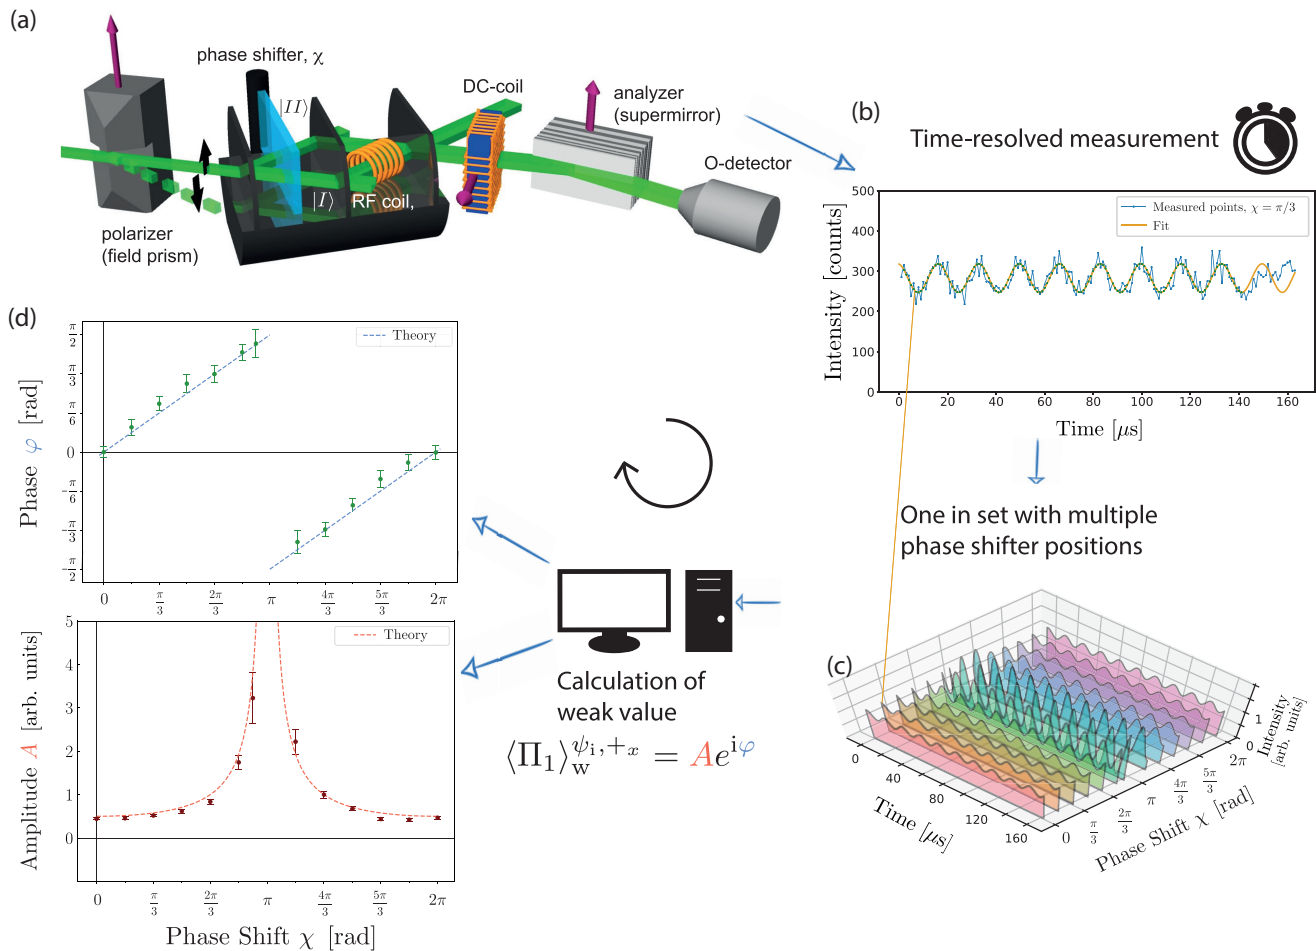 (a)
phase shifter, χ
|II⟩
DC-coil
analyzer
(supermirror)
O-detector
|I⟩ RF coil,
polarizer
(field prism)
(b)
Time-resolved measurement
Intensity [counts]
500
400
300
200
100
0
Measured points, χ = π/3
Fit
0 20 40 60 80 100 120 140 160
Time [μs]
One in set with multiple
phase shifter positions
(c)
0
40
80
120
160
Time [μs]
0
π/3
2π/3
π
4π/3
5π/3
2π
Phase Shift χ [rad]
0
1
Intensity
[arb. units]
Calculation of
weak value
⟨Π₁⟩_w^{ψ_i,+_x} = Ae^{iφ}
(d)
Phase φ [rad]
π/2
π/3
π/6
0
−π/6
−π/3
−π/2
Theory
0 π/3 2π/3 π 4π/3 5π/3 2π
Amplitude A [arb. units]
5
4
3
2
1
0
Theory
0 π/3 2π/3 π 4π/3 5π/3 2π
Phase Shift χ [rad]